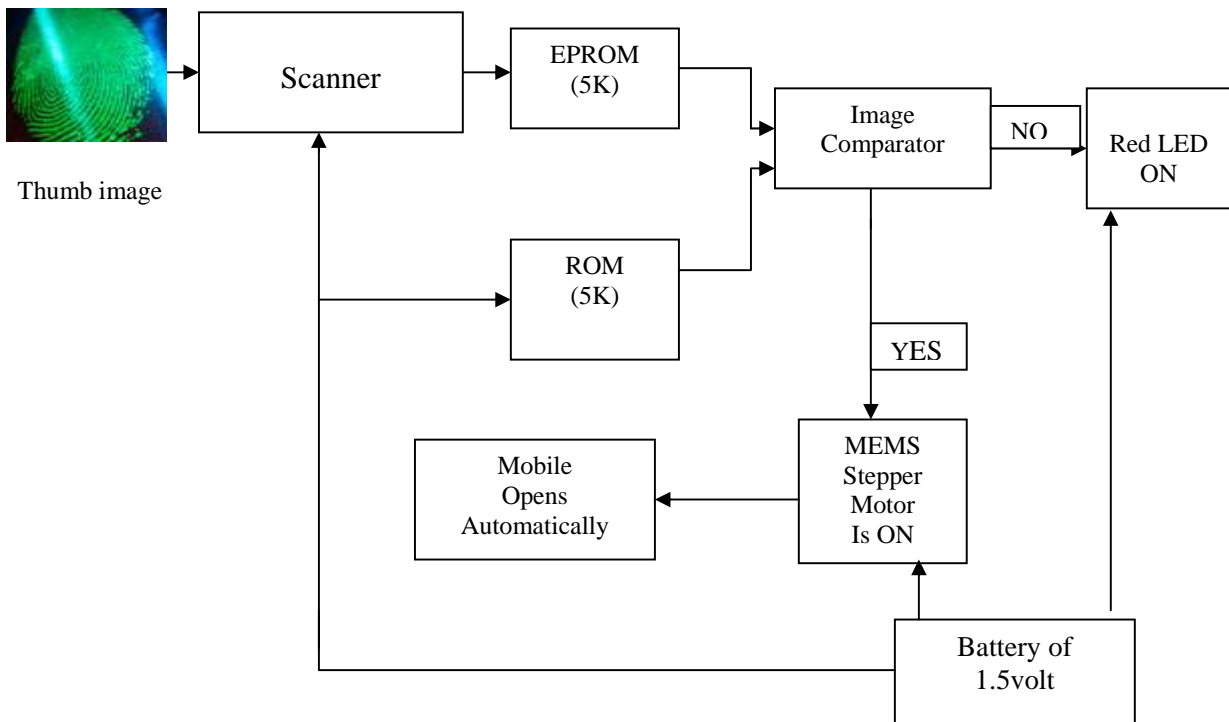 Thumb image
Scanner
EPROM
(5K)
Image
Comparator
NO
Red LED
ON
ROM
(5K)
YES
MEMS
Stepper
Motor
Is ON
Mobile
Opens
Automatically
Battery of
1.5volt